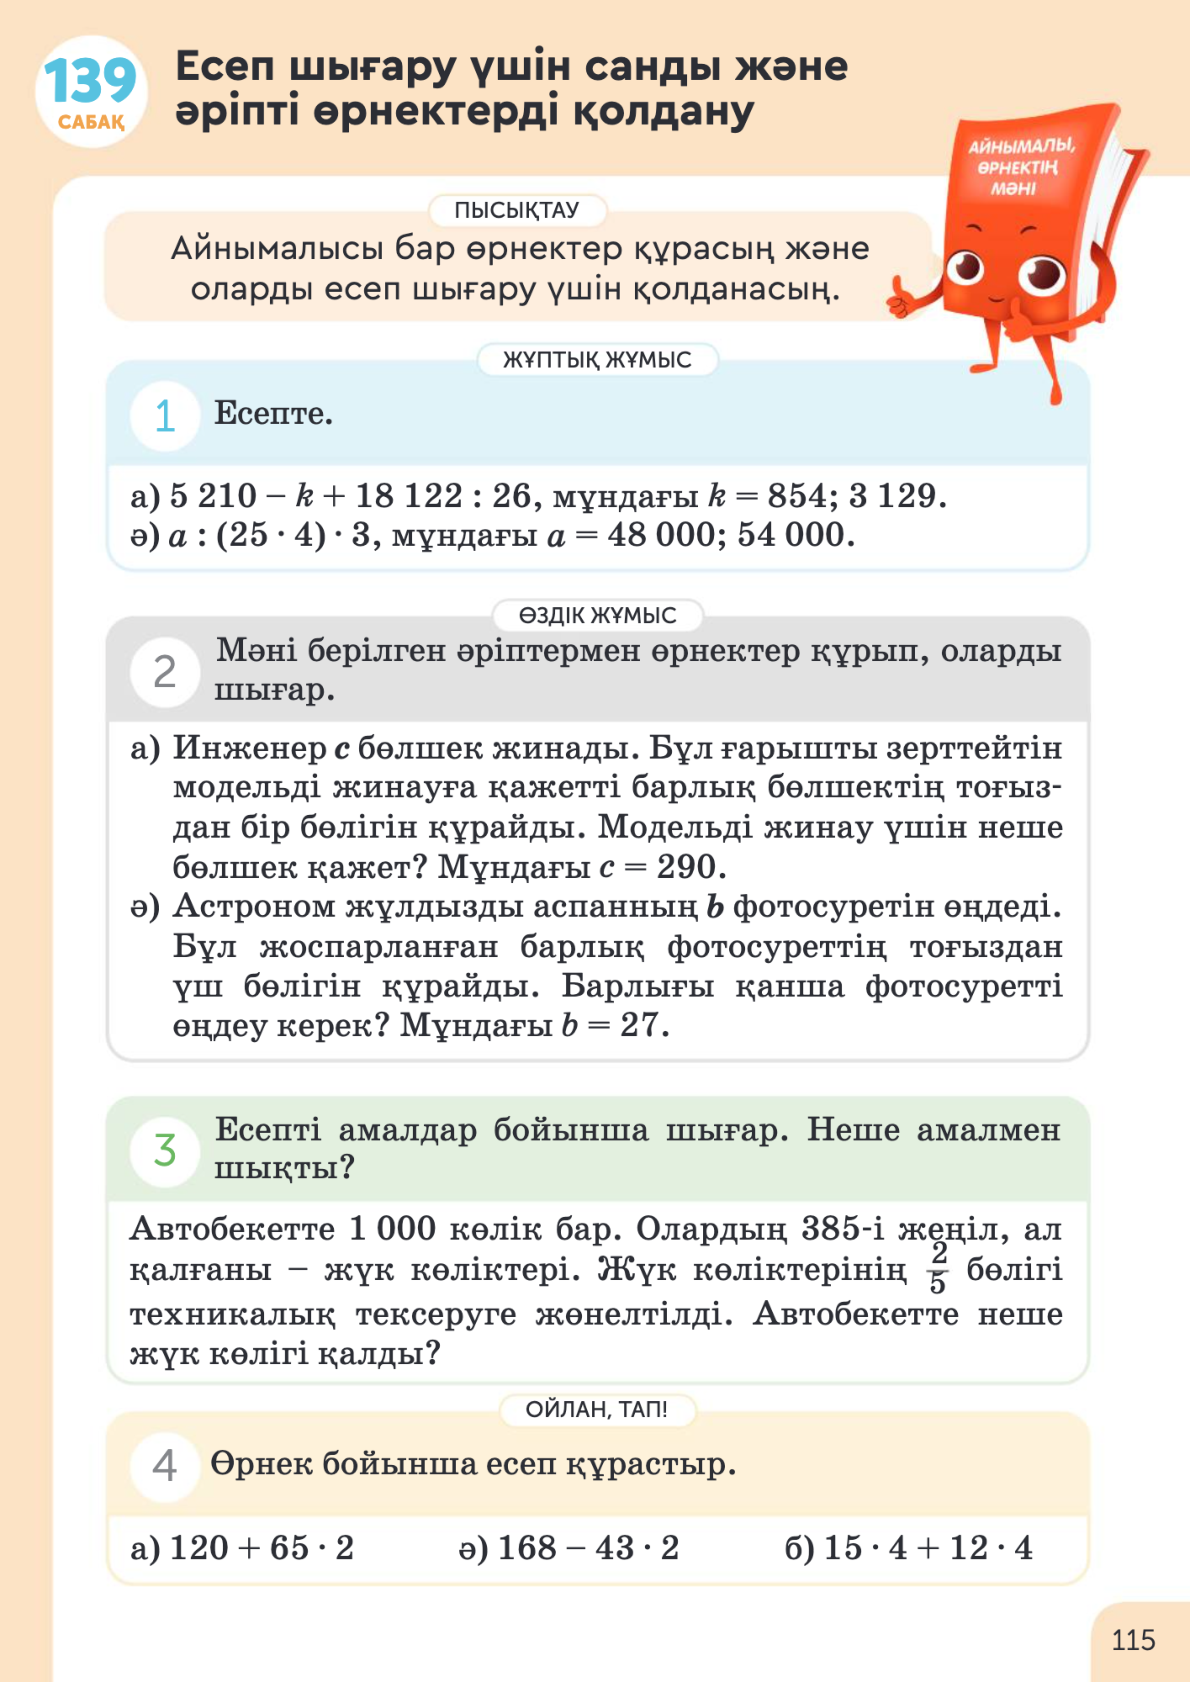 139
САБАҚ
Есеп шығару үшін санды және
әріпті өрнектерді қолдану
АЙНЫМАЛЫ,
ӨРНЕКТІҢ
МӘНІ
ПЫСЫҚТАУ
Айнымалысы бар өрнектер құрасың және
оларды есеп шығару үшін қолданасың.
ЖҰПТЫҚ ЖҰМЫС
1 Есепте.
а) 5 210 – k + 18 122 : 26, мұндағы k = 854; 3 129.
ә) a : (25 · 4) · 3, мұндағы a = 48 000; 54 000.
ӨЗДІК ЖҰМЫС
2 Мәні берілген әріптермен өрнектер құрып, оларды
шығар.
а) Инженер c бөлшек жинады. Бұл ғарышты зерттейтін
модельді жинауға қажетті барлық бөлшектің тоғыз-
дан бір бөлігін құрайды. Модельді жинау үшін неше
бөлшек қажет? Мұндағы c = 290.
ә) Астроном жұлдызды аспанның b фотосуретін өңдеді.
Бұл жоспарланған барлық фотосуреттің тоғыздан
үш бөлігін құрайды. Барлығы қанша фотосуретті
өңдеу керек? Мұндағы b = 27.
3 Есепті амалдар бойынша шығар. Неше амалмен
шықты?
Автобекетте 1 000 көлік бар. Олардың 385-і жеңіл, ал
қалғаны – жүк көліктері. Жүк көліктерінің 2/5 бөлігі
техникалық тексеруге жөнелтілді. Автобекетте неше
жүк көлігі қалды?
ОЙЛАН, ТАП!
4 Өрнек бойынша есеп құрастыр.
а) 120 + 65 · 2 ә) 168 – 43 · 2 б) 15 · 4 + 12 · 4
115